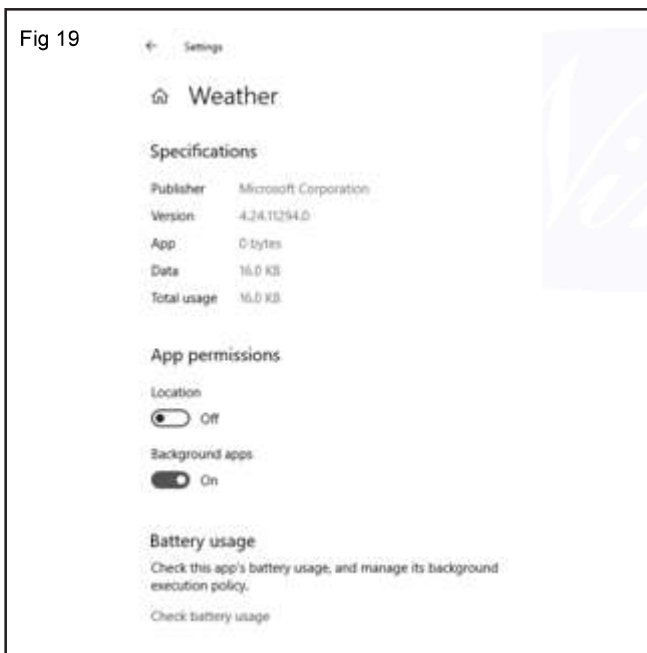 Fig 19
Settings
Weather
Specifications
Publisher Microsoft Corporation
Version 4.24.11294.0
App 0 bytes
Data 16.0 KB
Total usage 16.0 KB
App permissions
Location
Off
Background apps
On
Battery usage
Check this app's battery usage, and manage its background
execution policy.
Check battery usage